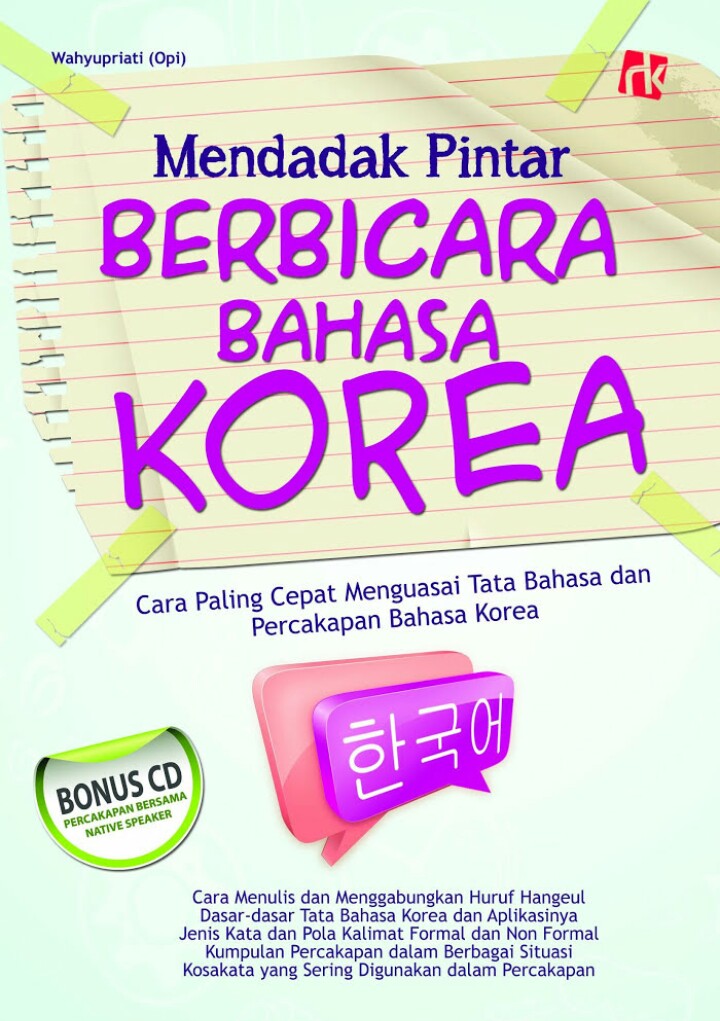 Wahyupriati (Opi)
rk
Mendadak Pintar
BERBICARA
BAHASA
KOREA
Cara Paling Cepat Menguasai Tata Bahasa dan
Percakapan Bahasa Korea
한국어
BONUS CD
PERCAKAPAN BERSAMA
NATIVE SPEAKER
Cara Menulis dan Menggabungkan Huruf Hangeul
Dasar-dasar Tata Bahasa Korea dan Aplikasinya
Jenis Kata dan Pola Kalimat Formal dan Non Formal
Kumpulan Percakapan dalam Berbagai Situasi
Kosakata yang Sering Digunakan dalam Percakapan